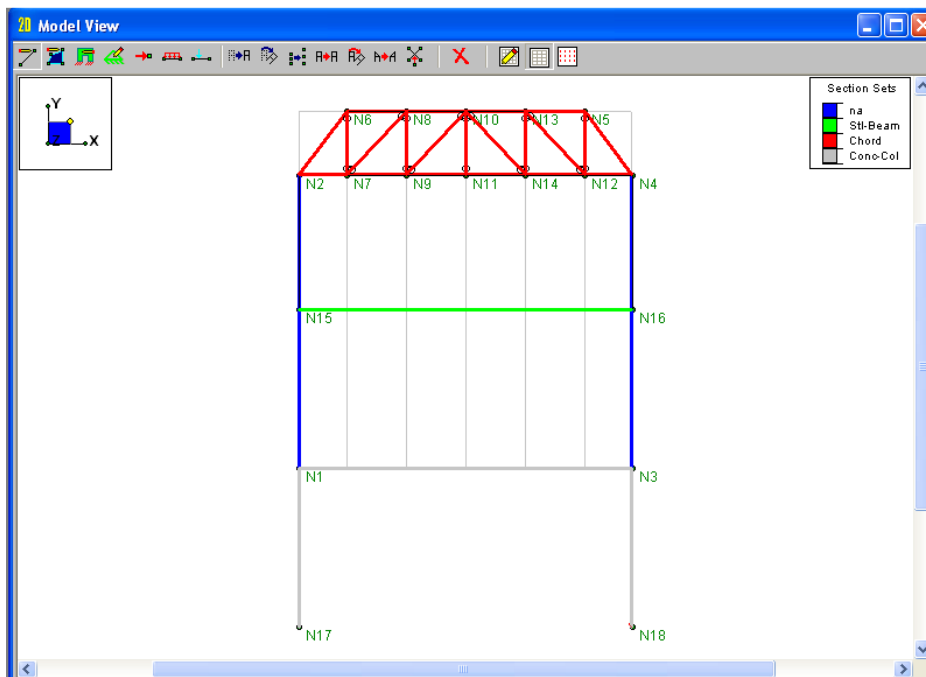 2D Model View
Section Sets
na
Stl-Beam
Chord
Conc-Col
Y
X
Z
N6 N8 N10 N13 N5
N2 N7 N9 N11 N14 N12 N4
N15 N16
N1 N3
N17 N18